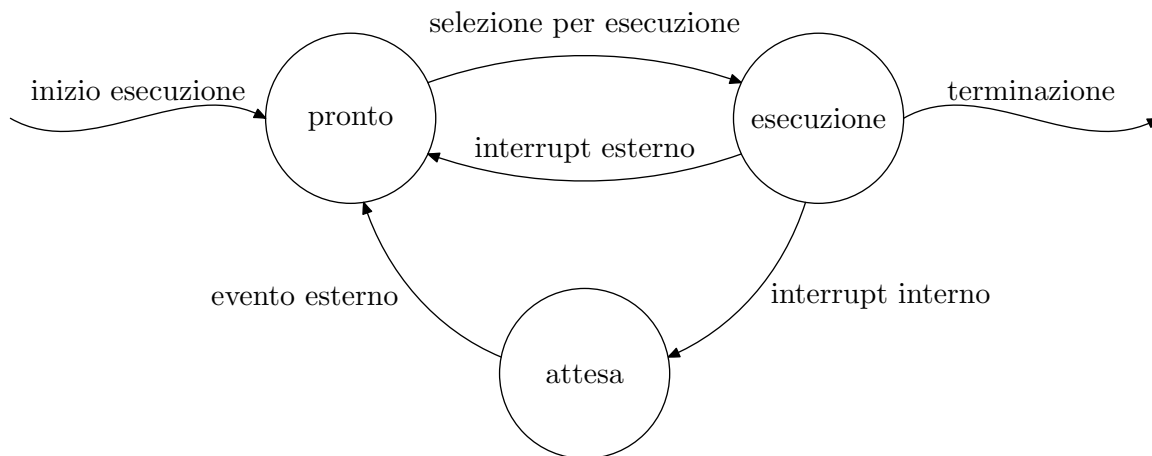 selezione per esecuzione
inizio esecuzione
terminazione
pronto
esecuzione
interrupt esterno
evento esterno
interrupt interno
attesa